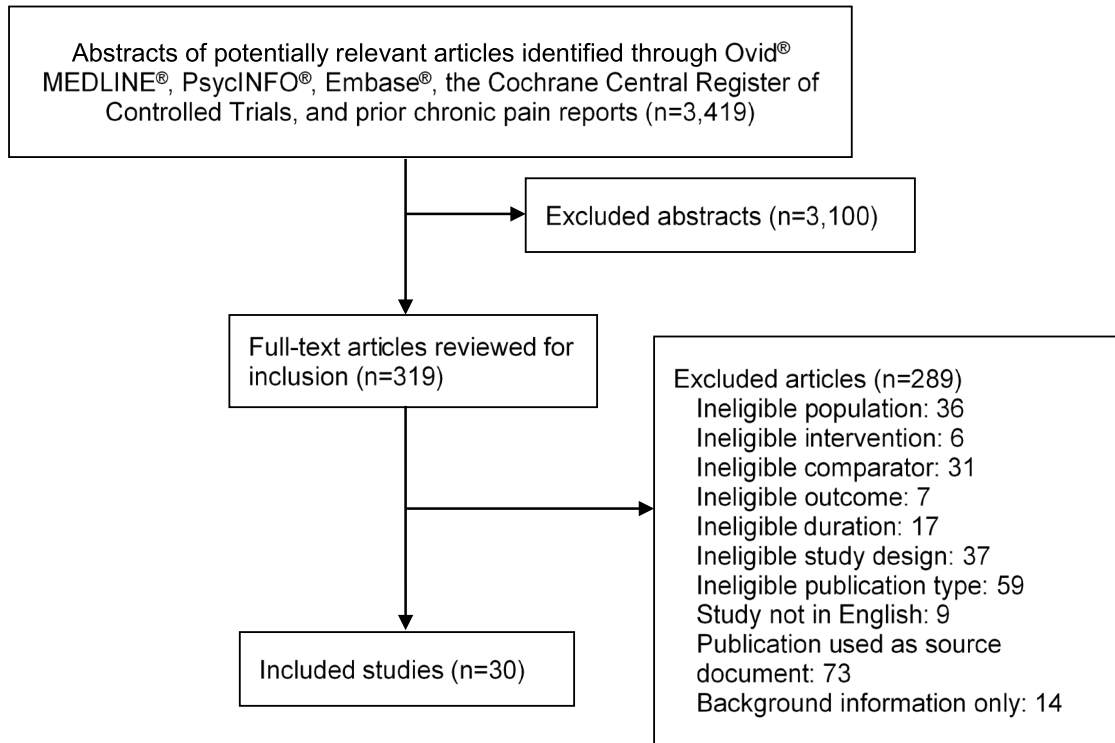 Abstracts of potentially relevant articles identified through Ovid®
MEDLINE®, PsycINFO®, Embase®, the Cochrane Central Register of
Controlled Trials, and prior chronic pain reports (n=3,419)
Excluded abstracts (n=3,100)
Full-text articles reviewed for
inclusion (n=319)
Excluded articles (n=289)
Ineligible population: 36
Ineligible intervention: 6
Ineligible comparator: 31
Ineligible outcome: 7
Ineligible duration: 17
Ineligible study design: 37
Ineligible publication type: 59
Study not in English: 9
Publication used as source
document: 73
Background information only: 14
Included studies (n=30)